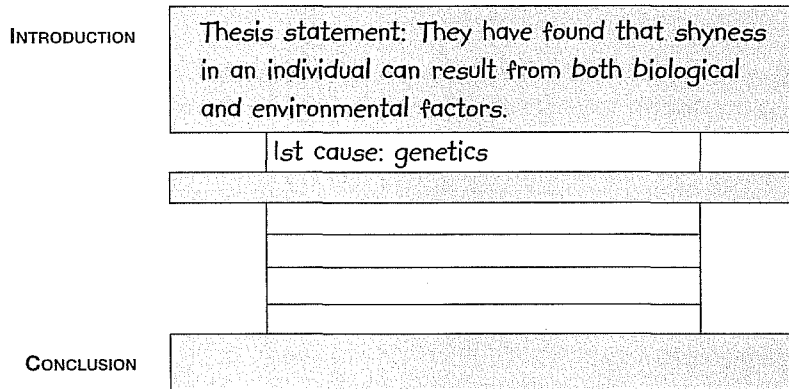 INTRODUCTION
Thesis statement: They have found that shyness
in an individual can result from both biological
and environmental factors.
1st cause: genetics
CONCLUSION